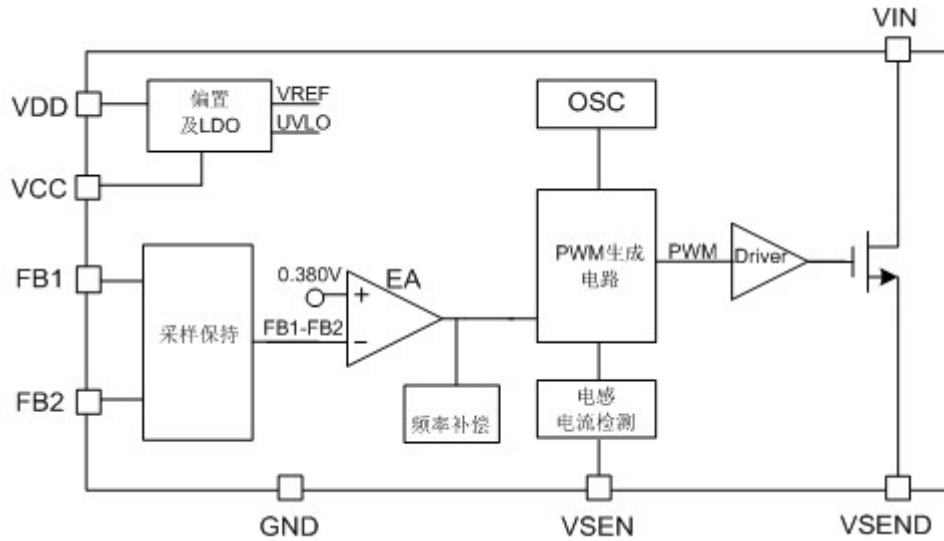 VIN
VDD
偏置
及LDO
VREF
UVLO
OSC
VCC
PWM生成
电路
PWM
Driver
FB1
0.380V
EA
+
采样保持
FB1-FB2
−
FB2
频率补偿
电感
电流检测
GND
VSEN
VSEND